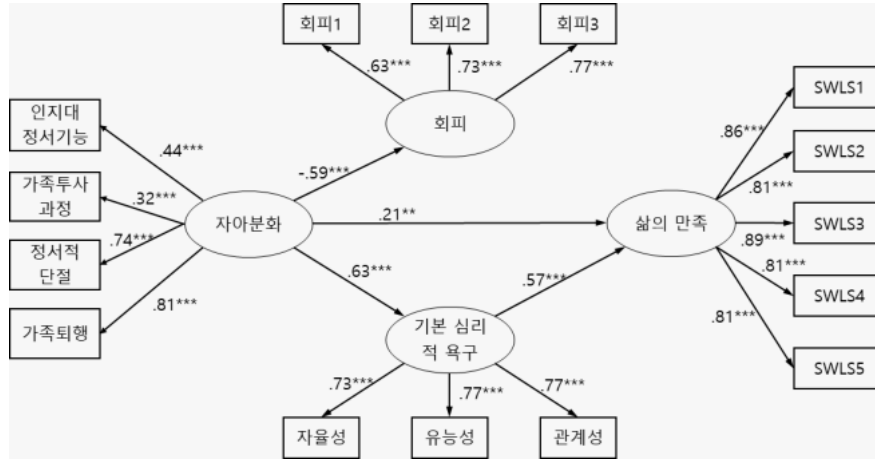 회피1
회피2
회피3
.63***
.73***
.77***
회피
인지대
정서기능
가족투사
과정
정서적
단절
가족퇴행
.44***
.32***
.74***
.81***
자아분화
-.59***
.21**
.63***
.57***
삶의 만족
기본 심리
적 욕구
.73***
.77***
.77***
자율성
유능성
관계성
.86***
.81***
.89***
.81***
.81***
SWLS1
SWLS2
SWLS3
SWLS4
SWLS5